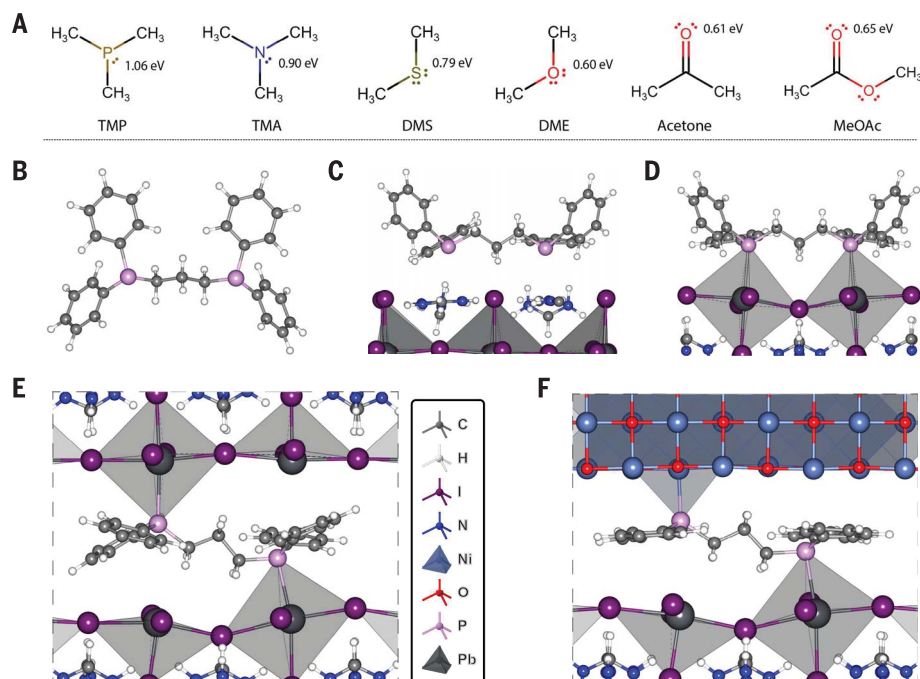 A
H₃C
CH₃
P
1.06 eV
CH₃
TMP
H₃C
CH₃
N
0.90 eV
CH₃
TMA
CH₃
S
0.79 eV
H₃C
DMS
CH₃
O
0.60 eV
H₃C
DME
O
0.61 eV
H₃C
CH₃
Acetone
O
0.65 eV
H₃C
O
CH₃
MeOAc
B
C
D
E
C
H
I
N
Ni
O
P
Pb
F